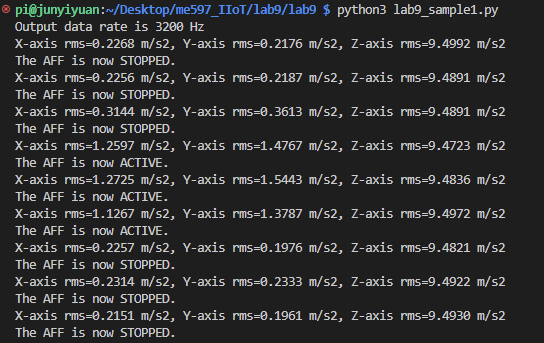 pi@junyiyuan:~/Desktop/me597_IIoT/lab9/lab9 $ python3 lab9_sample1.py
Output data rate is 3200 Hz
X-axis rms=0.2268 m/s2, Y-axis rms=0.2176 m/s2, Z-axis rms=9.4992 m/s2
The AFF is now STOPPED.
X-axis rms=0.2256 m/s2, Y-axis rms=0.2187 m/s2, Z-axis rms=9.4891 m/s2
The AFF is now STOPPED.
X-axis rms=0.3144 m/s2, Y-axis rms=0.3613 m/s2, Z-axis rms=9.4891 m/s2
The AFF is now STOPPED.
X-axis rms=1.2597 m/s2, Y-axis rms=1.4767 m/s2, Z-axis rms=9.4723 m/s2
The AFF is now ACTIVE.
X-axis rms=1.2725 m/s2, Y-axis rms=1.5443 m/s2, Z-axis rms=9.4836 m/s2
The AFF is now ACTIVE.
X-axis rms=1.1267 m/s2, Y-axis rms=1.3787 m/s2, Z-axis rms=9.4972 m/s2
The AFF is now ACTIVE.
X-axis rms=0.2257 m/s2, Y-axis rms=0.1976 m/s2, Z-axis rms=9.4821 m/s2
The AFF is now STOPPED.
X-axis rms=0.2314 m/s2, Y-axis rms=0.2333 m/s2, Z-axis rms=9.4922 m/s2
The AFF is now STOPPED.
X-axis rms=0.2151 m/s2, Y-axis rms=0.1961 m/s2, Z-axis rms=9.4930 m/s2
The AFF is now STOPPED.